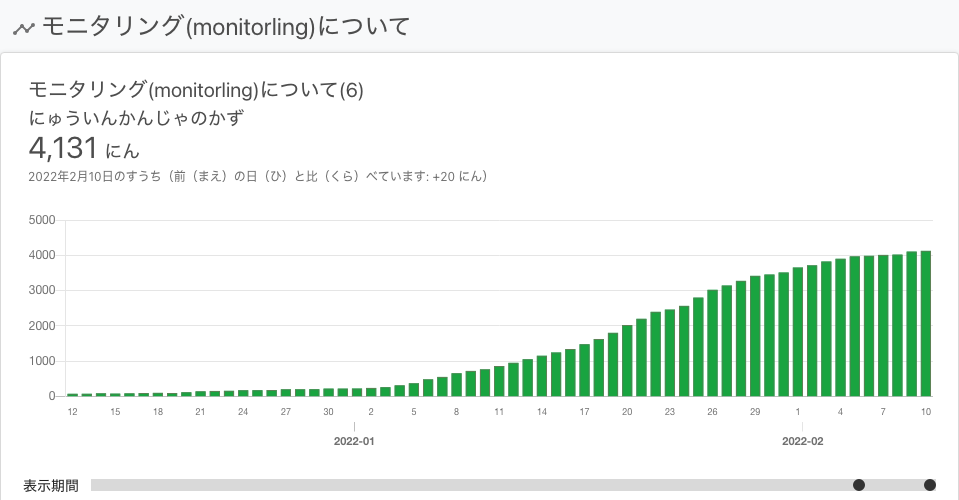 モニタリング(monitorling)について
モニタリング(monitorling)について(6)
にゅういんかんじゃのかず
4,131 にん
2022年2月10日のすうち（前（まえ）の日（ひ）と比（くら）べています: +20 にん）
5000
4000
3000
2000
1000
0
12 15 18 21 24 27 30 2 5 8 11 14 17 20 23 26 29 1 4 7 10
2022-01 2022-02
表示期間